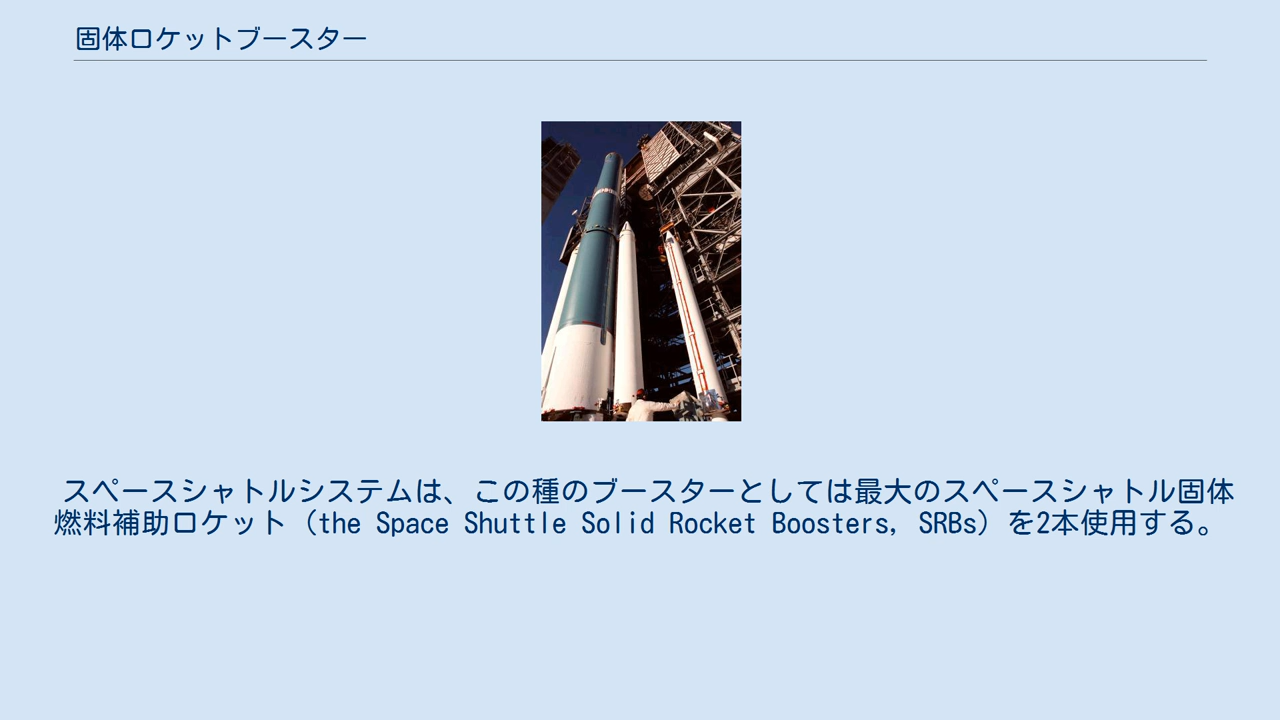 固体ロケットブースター
スペースシャトルシステムは、この種のブースターとしては最大のスペースシャトル固体
燃料補助ロケット（the Space Shuttle Solid Rocket Boosters, SRBs）を2本使用する。